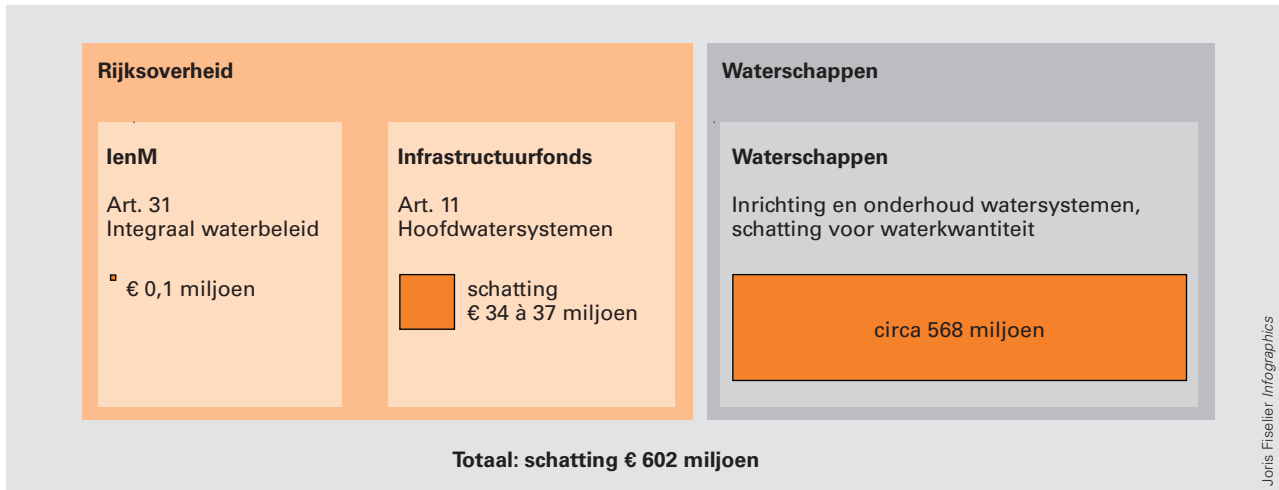 Rijksoverheid
IenM
Art. 31
Integraal waterbeleid
€ 0,1 miljoen
Infrastructuurfonds
Art. 11
Hoofdwatersystemen
schatting
€ 34 à 37 miljoen
Waterschappen
Waterschappen
Inrichting en onderhoud watersystemen,
schatting voor waterkwantiteit
circa 568 miljoen
Totaal: schatting € 602 miljoen
Joris Fiselier Infographics